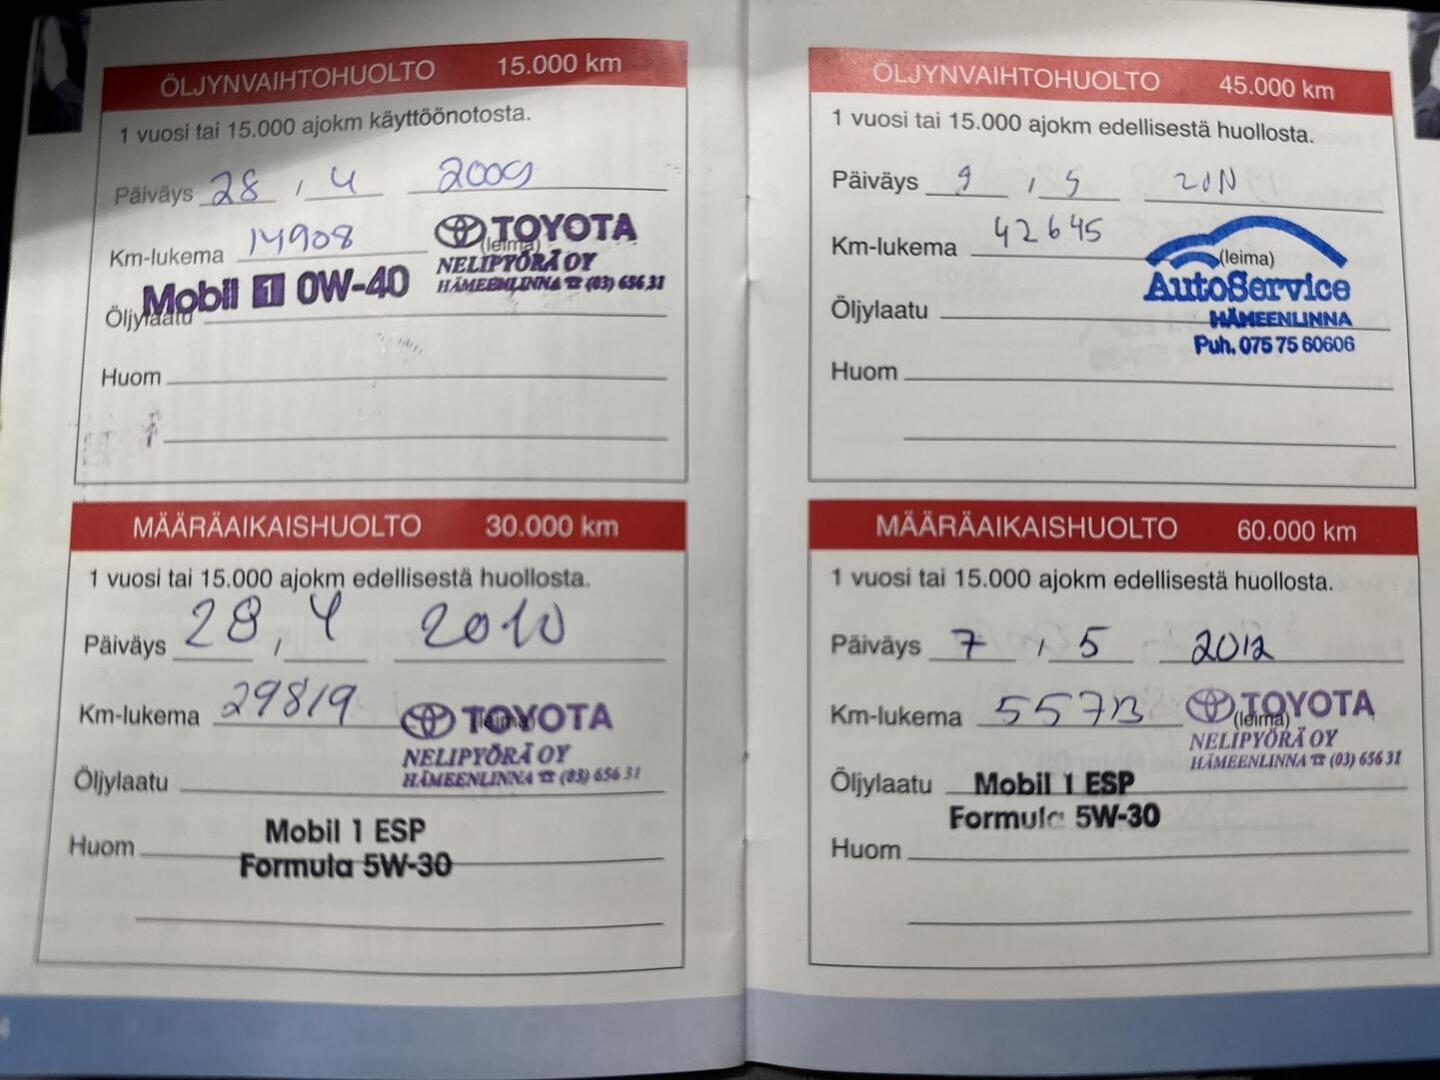 ÖLJYNVAIHTOHUOLTO 15.000 km
1 vuosi tai 15.000 ajokm käyttöönotosta.
Päiväys 28 / 4 2009
Km-lukema 14908
TOYOTA
(leima)
NELIPYÖRÄ OY
HÄMEENLINNA ☎ (03) 656 31
Mobil 1 0W-40
Öljylaatu
Huom
MÄÄRÄAIKAISHUOLTO 30.000 km
1 vuosi tai 15.000 ajokm edellisestä huollosta.
Päiväys 28 / 4 2010
Km-lukema 29819
TOYOTA
(leima)
NELIPYÖRÄ OY
HÄMEENLINNA ☎ (03) 656 31
Öljylaatu
Mobil 1 ESP
Huom
Formula 5W-30
ÖLJYNVAIHTOHUOLTO 45.000 km
1 vuosi tai 15.000 ajokm edellisestä huollosta.
Päiväys 9 / 5 2011
Km-lukema 42645
(leima)
AutoService
HÄMEENLINNA
Puh. 075 75 60606
Öljylaatu
Huom
MÄÄRÄAIKAISHUOLTO 60.000 km
1 vuosi tai 15.000 ajokm edellisestä huollosta.
Päiväys 7 / 5 2012
Km-lukema 55713
TOYOTA
(leima)
NELIPYÖRÄ OY
HÄMEENLINNA ☎ (03) 656 31
Öljylaatu Mobil 1 ESP
Formula 5W-30
Huom